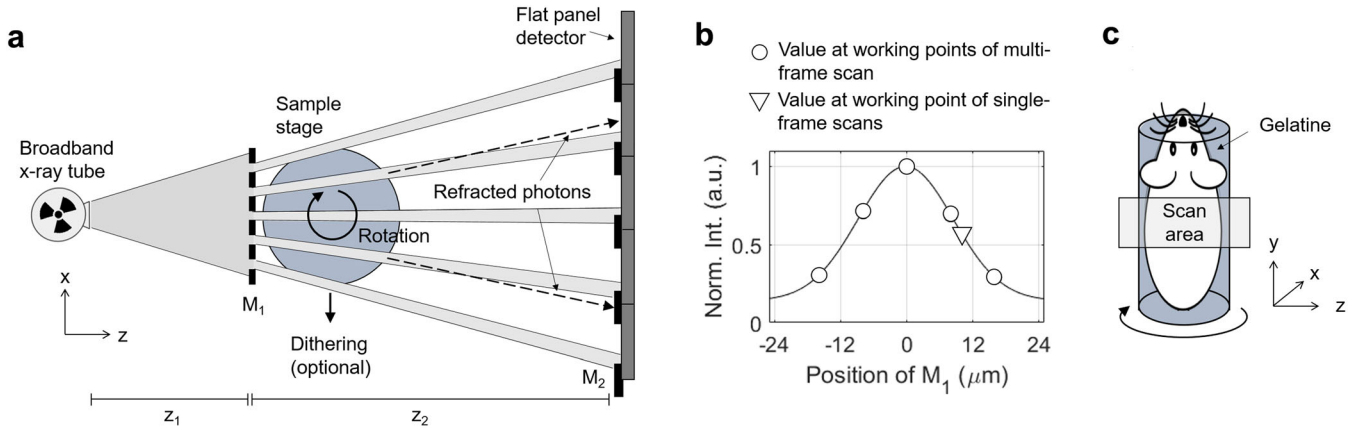 a
Flat panel
detector
Sample
stage
Broadband
x-ray tube
Refracted photons
Rotation
x
z
M1
Dithering
(optional)
M2
z1
z2
b
Value at working points of multi-
frame scan
Value at working point of single-
frame scans
Norm. Int. (a.u.)
1
0.5
0
-24
-12
0
12
24
Position of M1 (μm)
c
Gelatine
Scan
area
y
x
z